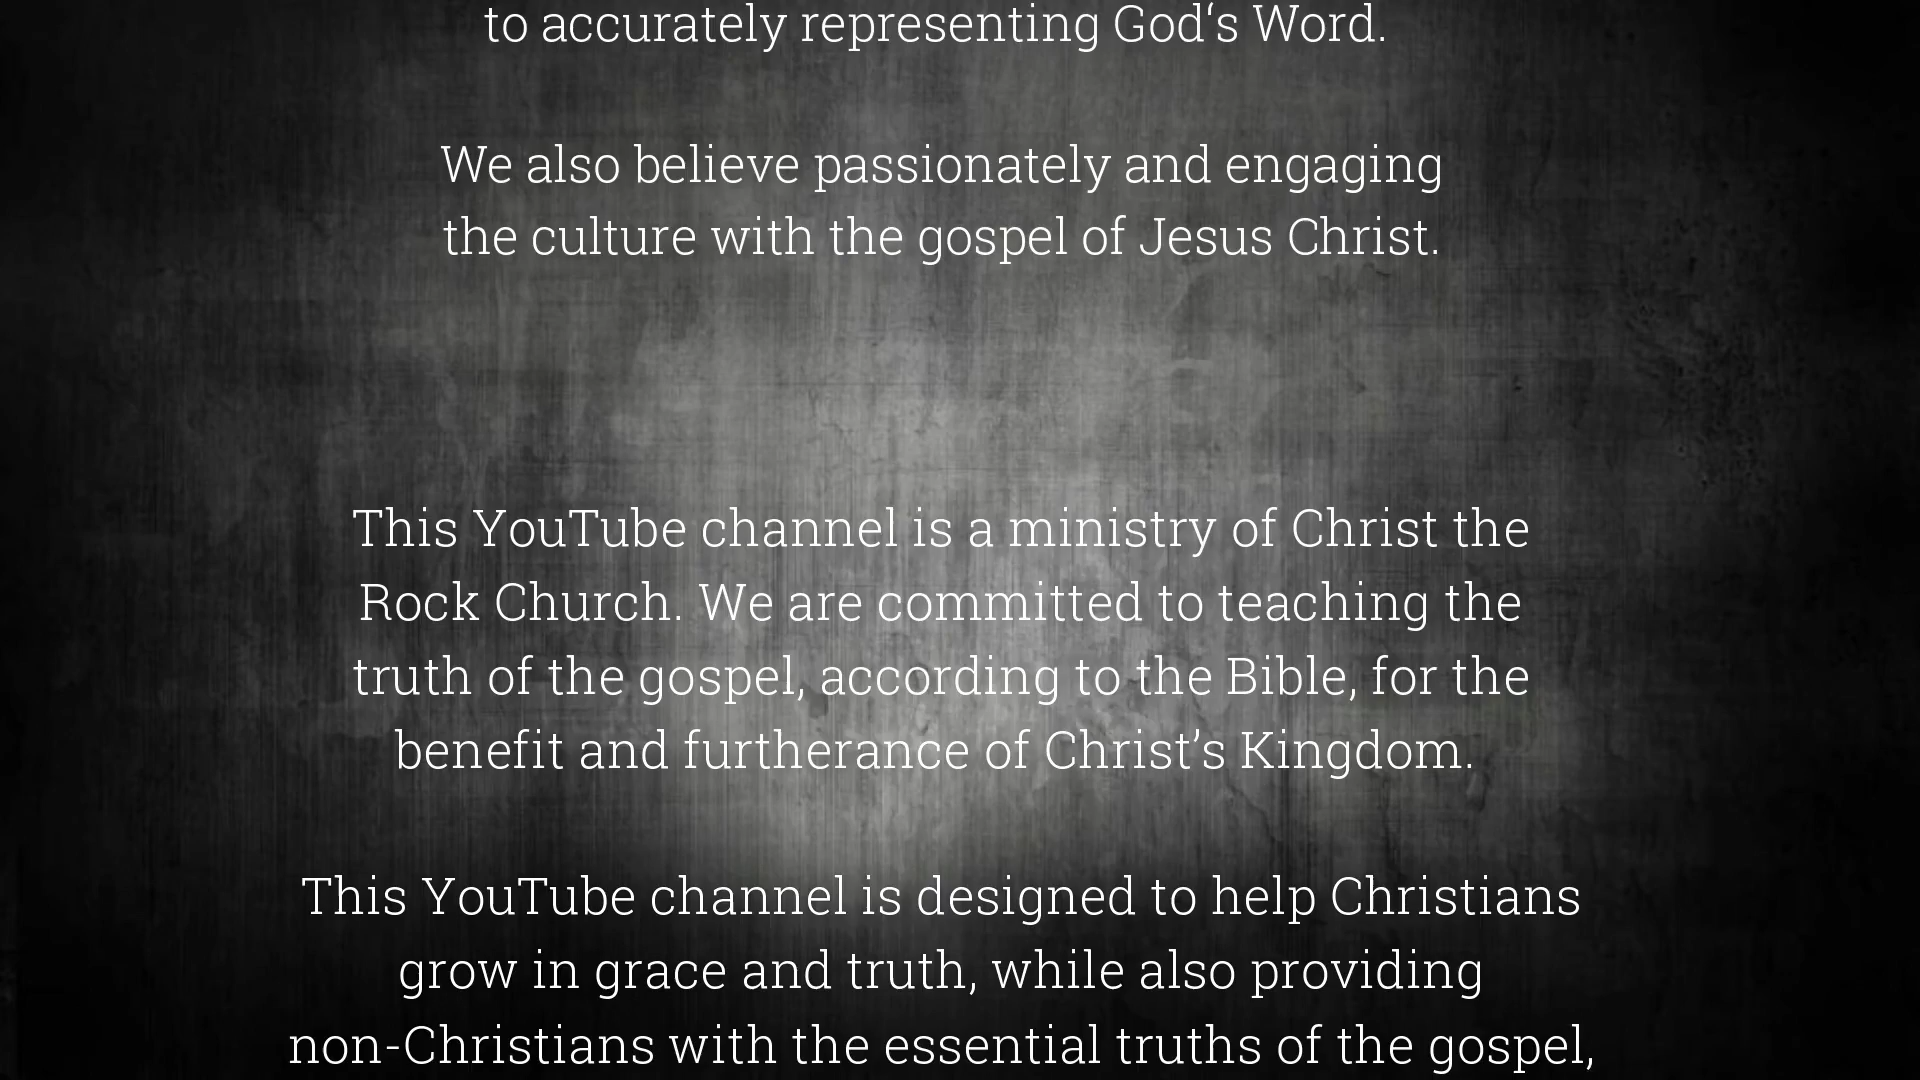 to accurately representing God‘s Word.
We also believe passionately and engaging
the culture with the gospel of Jesus Christ.
This YouTube channel is a ministry of Christ the
Rock Church. We are committed to teaching the
truth of the gospel, according to the Bible, for the
benefit and furtherance of Christ’s Kingdom.
This YouTube channel is designed to help Christians
grow in grace and truth, while also providing
non-Christians with the essential truths of the gospel,